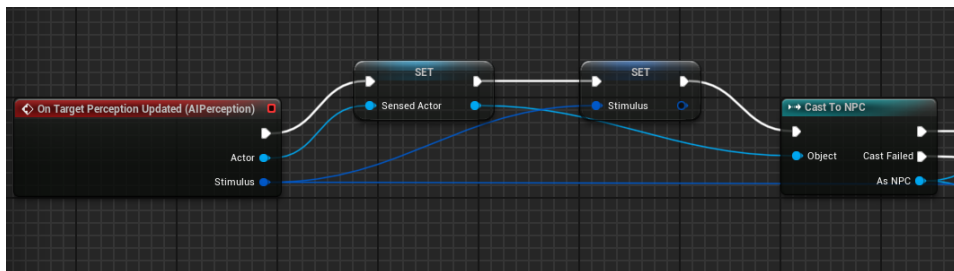 On Target Perception Updated (AIPerception)
Actor
Stimulus
SET
Sensed Actor
SET
Stimulus
Cast To NPC
Object
Cast Failed
As NPC